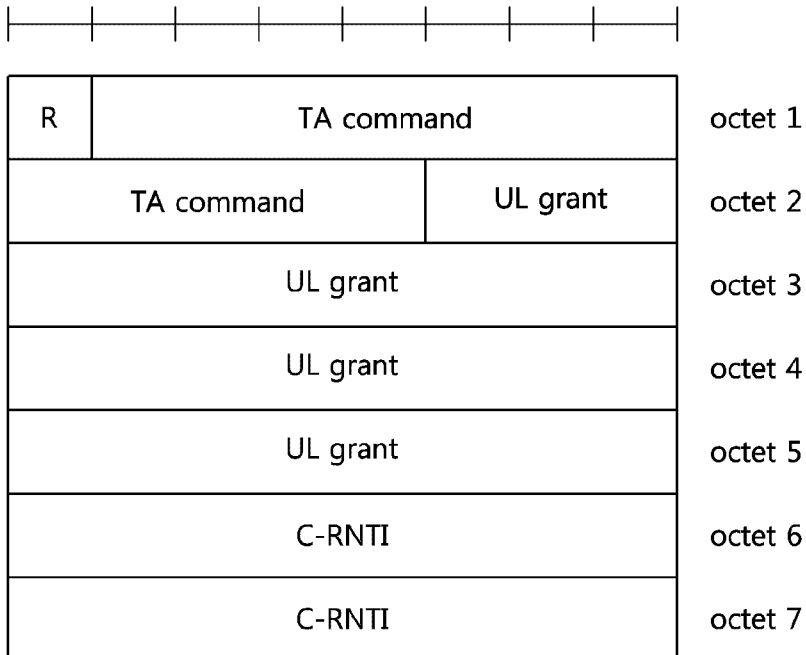 R TA command octet 1
TA command UL grant octet 2
UL grant octet 3
UL grant octet 4
UL grant octet 5
C-RNTI octet 6
C-RNTI octet 7